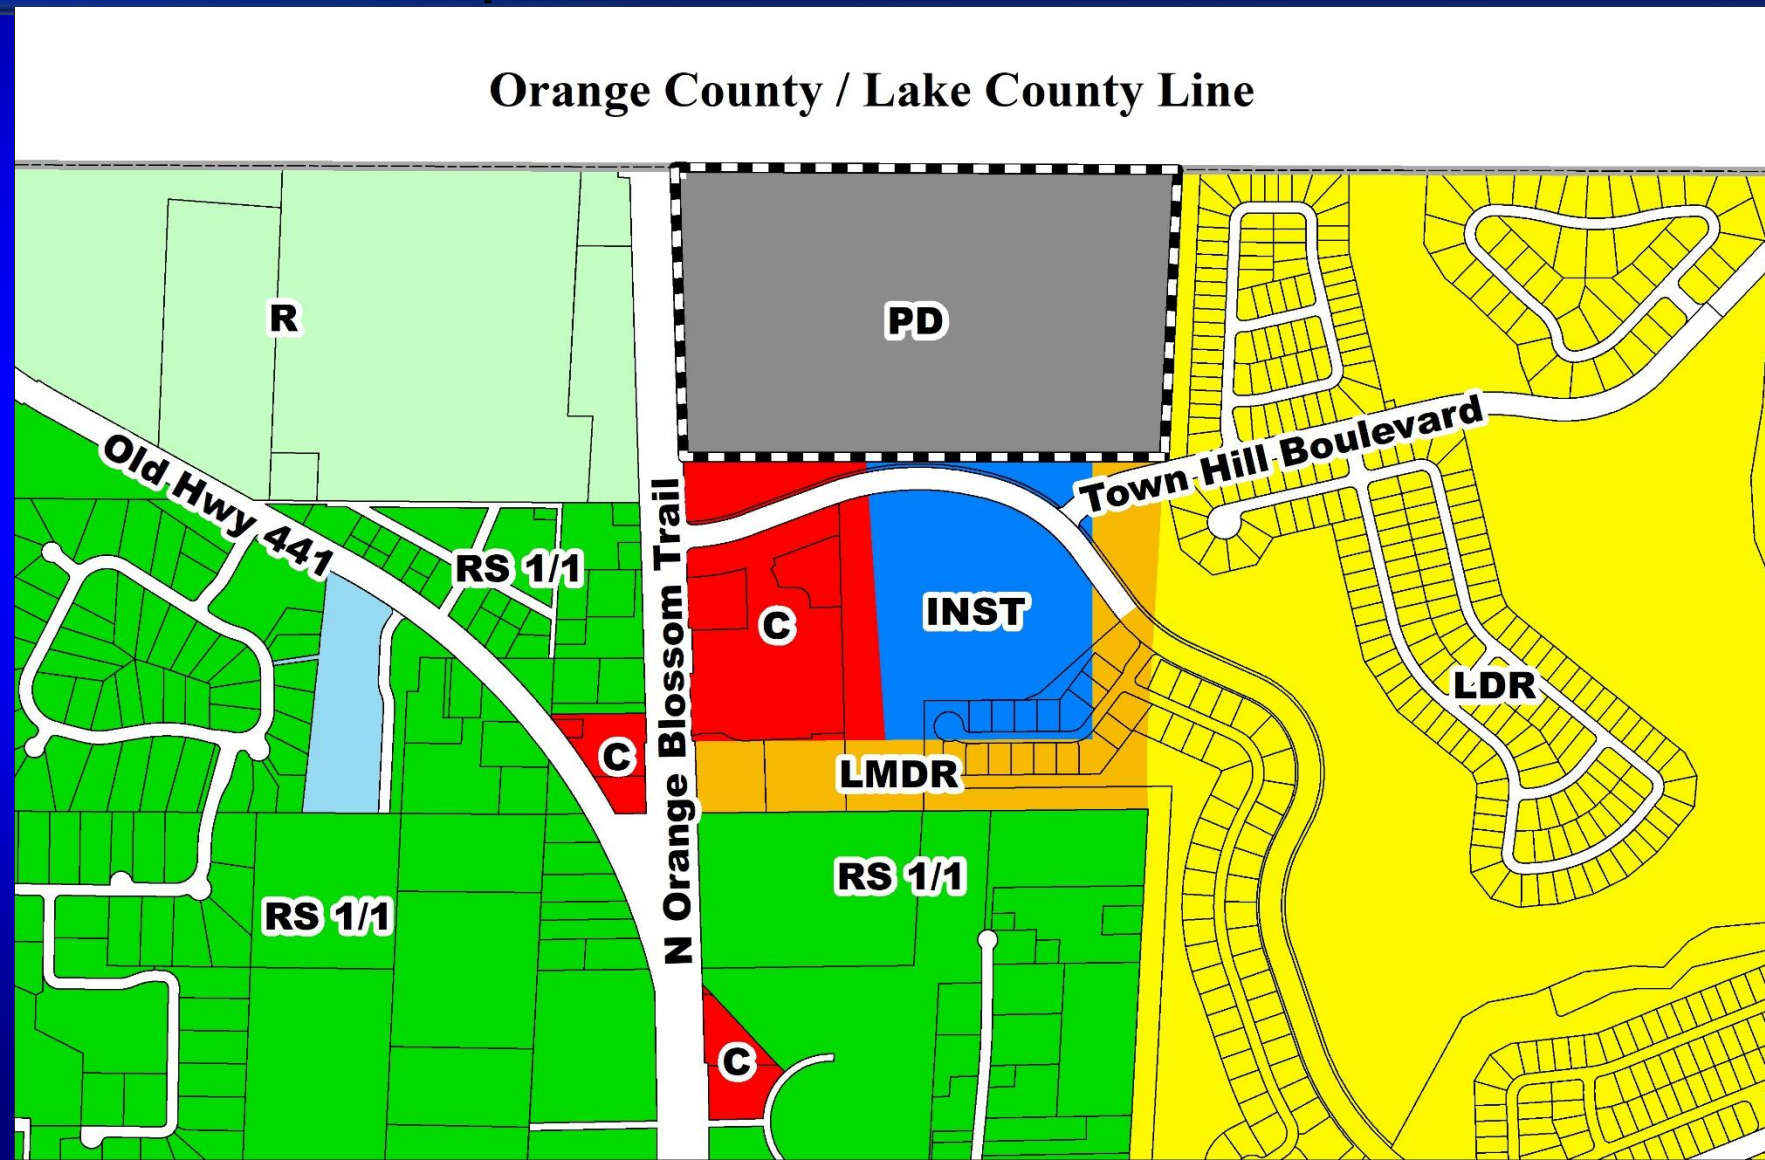 Orange County / Lake County Line
R
PD
Old Hwy 441
Town Hill Boulevard
N Orange Blossom Trail
RS 1/1
C
INST
LDR
C
LMDR
RS 1/1
RS 1/1
C